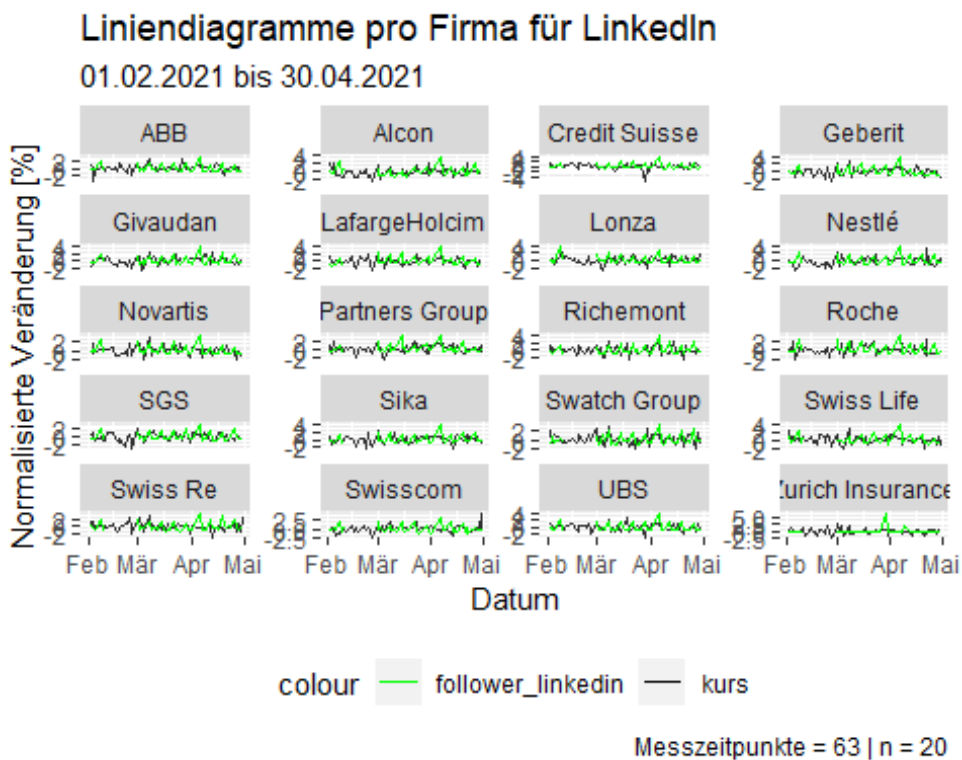 Liniendiagramme pro Firma für LinkedIn
01.02.2021 bis 30.04.2021
Normalisierte Veränderung [%]
ABB Alcon Credit Suisse Geberit
Givaudan LafargeHolcim Lonza Nestlé
Novartis Partners Group Richemont Roche
SGS Sika Swatch Group Swiss Life
Swiss Re Swisscom UBS Zurich Insurance
Feb Mär Apr Mai Feb Mär Apr Mai Feb Mär Apr Mai Feb Mär Apr Mai
Datum
colour follower_linkedin kurs
Messzeitpunkte = 63 | n = 20